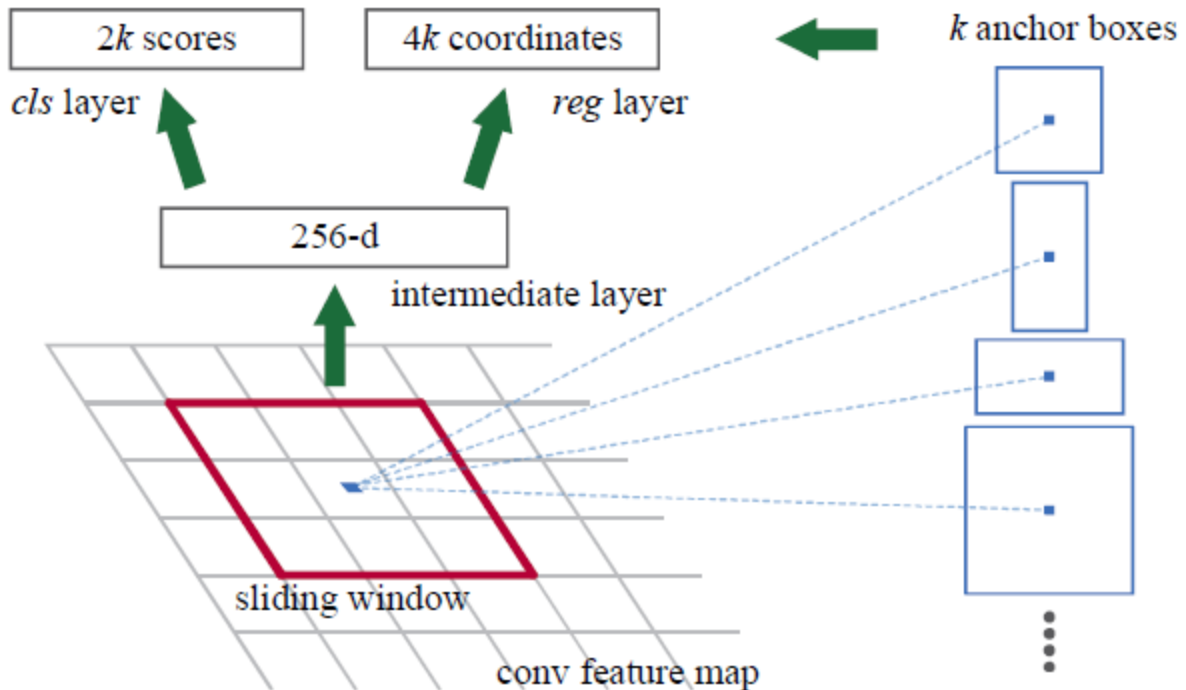 2k scores
4k coordinates
k anchor boxes
cls layer
reg layer
256-d
intermediate layer
sliding window
conv feature map